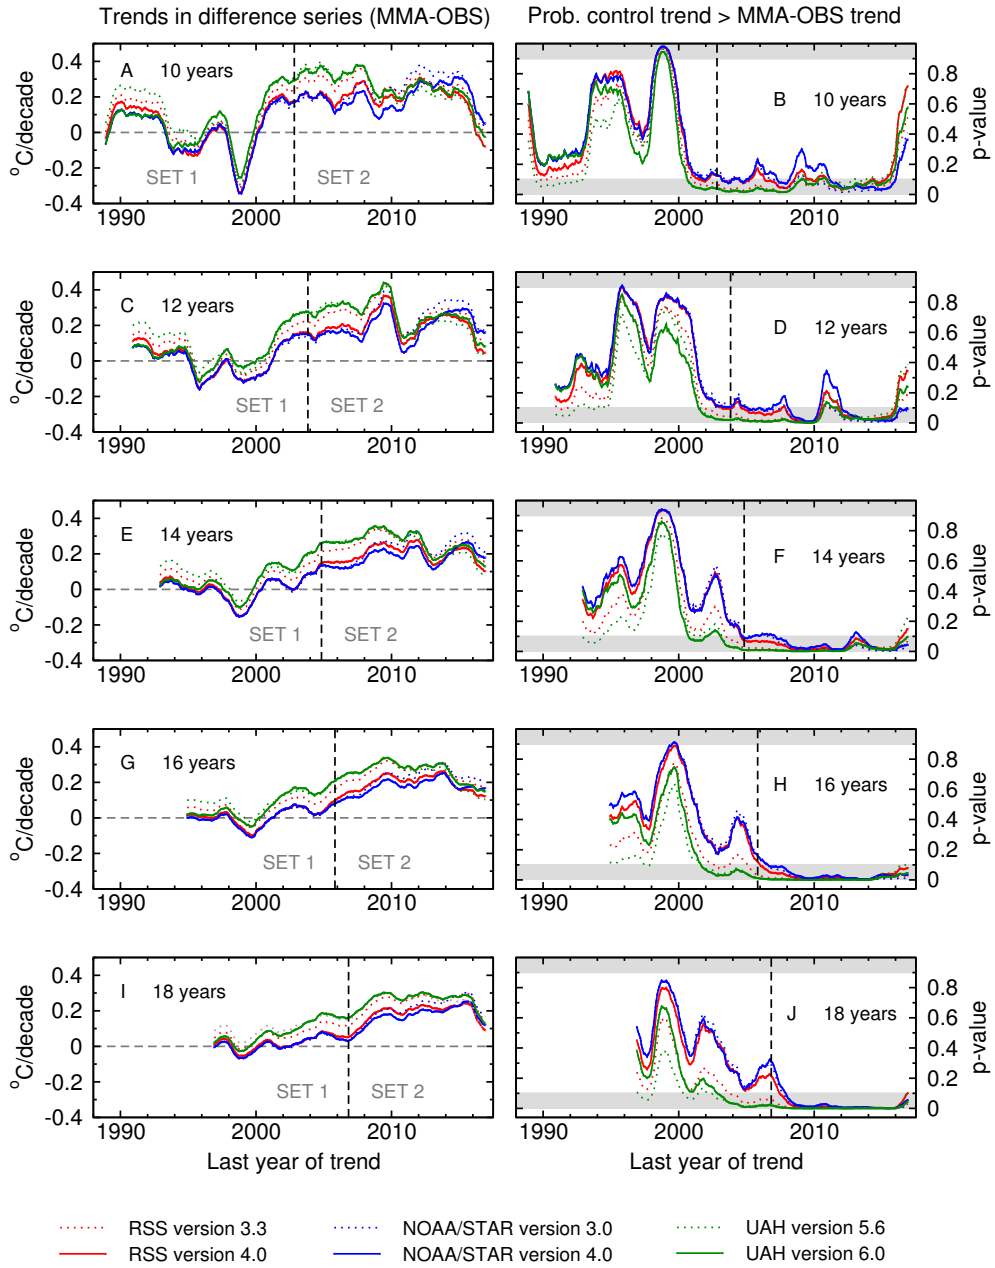 Trends in difference series (MMA-OBS)
Prob. control trend > MMA-OBS trend
A 10 years
0.4
0.2
0
-0.2
-0.4
°C/decade
SET 1 SET 2
1990 2000 2010
B 10 years
0.8
0.6
0.4
0.2
0
p-value
1990 2000 2010
C 12 years
0.4
0.2
0
-0.2
-0.4
°C/decade
SET 1 SET 2
1990 2000 2010
D 12 years
0.8
0.6
0.4
0.2
0
p-value
1990 2000 2010
E 14 years
0.4
0.2
0
-0.2
-0.4
°C/decade
SET 1 SET 2
1990 2000 2010
F 14 years
0.8
0.6
0.4
0.2
0
p-value
1990 2000 2010
G 16 years
0.4
0.2
0
-0.2
-0.4
°C/decade
SET 1 SET 2
1990 2000 2010
H 16 years
0.8
0.6
0.4
0.2
0
p-value
1990 2000 2010
I 18 years
0.4
0.2
0
-0.2
-0.4
°C/decade
SET 1 SET 2
1990 2000 2010
Last year of trend
J 18 years
0.8
0.6
0.4
0.2
0
p-value
1990 2000 2010
Last year of trend
RSS version 3.3 NOAA/STAR version 3.0 UAH version 5.6
RSS version 4.0 NOAA/STAR version 4.0 UAH version 6.0